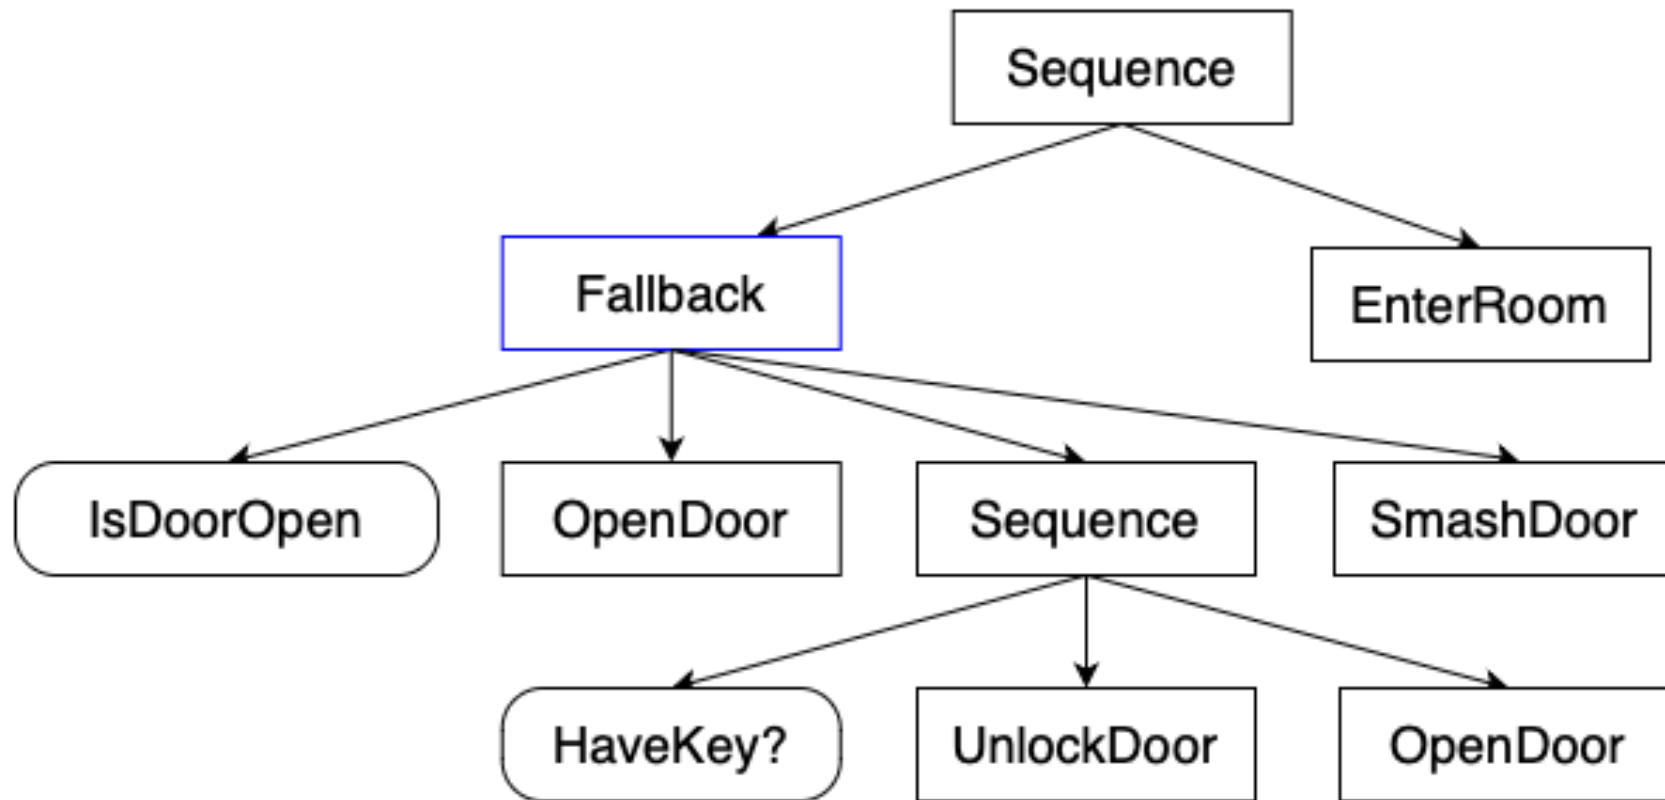 Sequence
Fallback
EnterRoom
IsDoorOpen
OpenDoor
Sequence
SmashDoor
HaveKey?
UnlockDoor
OpenDoor